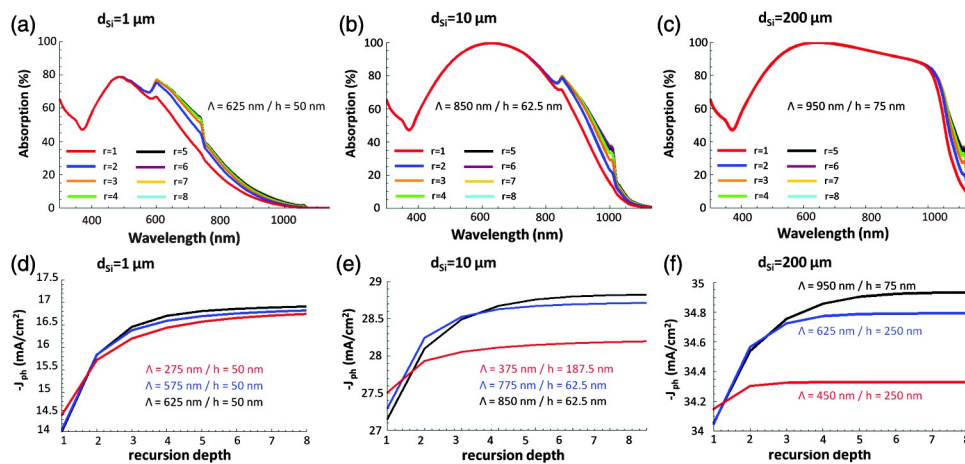 (a)
d_Si=1 µm
Absorption (%)
100
80
60
40
20
0
Λ = 625 nm / h = 50 nm
r=1
r=2
r=3
r=4
r=5
r=6
r=7
r=8
400
600
800
1000
Wavelength (nm)
(b)
d_Si=10 µm
Absorption (%)
100
80
60
40
20
0
Λ = 850 nm / h = 62.5 nm
r=1
r=2
r=3
r=4
r=5
r=6
r=7
r=8
400
600
800
1000
Wavelength (nm)
(c)
d_Si=200 µm
Absorption (%)
100
80
60
40
20
0
Λ = 950 nm / h = 75 nm
r=1
r=2
r=3
r=4
r=5
r=6
r=7
r=8
400
600
800
1000
Wavelength (nm)
(d)
d_Si=1 µm
-J_ph (mA/cm²)
17.5
17
16.5
16
15.5
15
14.5
14
Λ = 275 nm / h = 50 nm
Λ = 575 nm / h = 50 nm
Λ = 625 nm / h = 50 nm
1 2 3 4 5 6 7 8
recursion depth
(e)
d_Si=10 µm
-J_ph (mA/cm²)
29
28.5
28
27.5
27
Λ = 375 nm / h = 187.5 nm
Λ = 775 nm / h = 62.5 nm
Λ = 850 nm / h = 62.5 nm
1 2 3 4 5 6 7 8
recursion depth
(f)
d_Si=200 µm
-J_ph (mA/cm²)
35
34.8
34.6
34.4
34.2
34
Λ = 950 nm / h = 75 nm
Λ = 625 nm / h = 250 nm
Λ = 450 nm / h = 250 nm
1 2 3 4 5 6 7 8
recursion depth